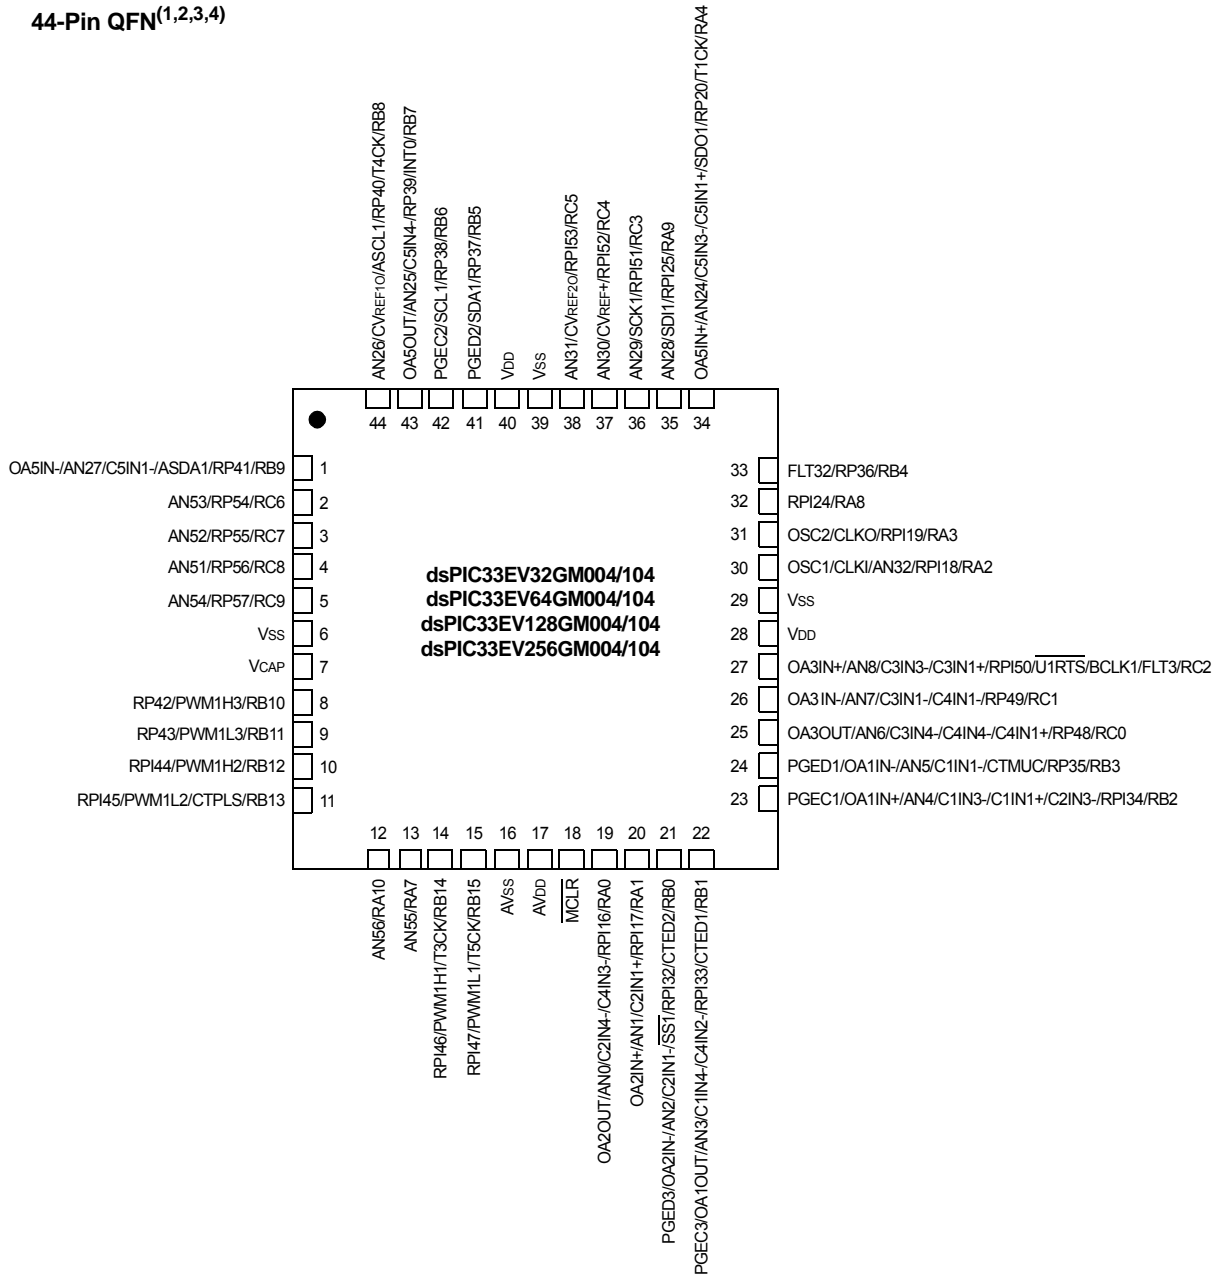 44-Pin QFN(1,2,3,4)
AN26/CVREF1O/ASCL1/RP40/T4CK/RB8
OA5OUT/AN25/C5IN4-/RP39/INT0/RB7
PGEC2/SCL1/RP38/RB6
PGED2/SDA1/RP37/RB5
VDD
VSS
AN31/CVREF2O/RPI53/RC5
AN30/CVREF+/RPI52/RC4
AN29/SCK1/RPI51/RC3
AN28/SDI1/RPI25/RA9
OA5IN+/AN24/C5IN3-/C5IN1+/SDO1/RP20/T1CK/RA4
44 43 42 41 40 39 38 37 36 35 34
OA5IN-/AN27/C5IN1-/ASDA1/RP41/RB9 1
AN53/RP54/RC6 2
AN52/RP55/RC7 3
AN51/RP56/RC8 4
AN54/RP57/RC9 5
VSS 6
VCAP 7
RP42/PWM1H3/RB10 8
RP43/PWM1L3/RB11 9
RPI44/PWM1H2/RB12 10
RPI45/PWM1L2/CTPLS/RB13 11
dsPIC33EV32GM004/104
dsPIC33EV64GM004/104
dsPIC33EV128GM004/104
dsPIC33EV256GM004/104
33 FLT32/RP36/RB4
32 RPI24/RA8
31 OSC2/CLKO/RPI19/RA3
30 OSC1/CLKI/AN32/RPI18/RA2
29 VSS
28 VDD
27 OA3IN+/AN8/C3IN3-/C3IN1+/RPI50/U1RTS/BCLK1/FLT3/RC2
26 OA3IN-/AN7/C3IN1-/C4IN1-/RP49/RC1
25 OA3OUT/AN6/C3IN4-/C4IN4-/C4IN1+/RP48/RC0
24 PGED1/OA1IN-/AN5/C1IN1-/CTMUC/RP35/RB3
23 PGEC1/OA1IN+/AN4/C1IN3-/C1IN1+/C2IN3-/RPI34/RB2
12 13 14 15 16 17 18 19 20 21 22
AN56/RA10
AN55/RA7
RPI46/PWM1H1/T3CK/RB14
RPI47/PWM1L1/T5CK/RB15
AVSS
AVDD
MCLR
OA2OUT/AN0/C2IN4-/C4IN3-/RPI16/RA0
OA2IN+/AN1/C2IN1+/RPI17/RA1
PGED3/OA2IN-/AN2/C2IN1-/SS1/RPI32/CTED2/RB0
PGEC3/OA1OUT/AN3/C1IN4-/C4IN2-/RPI33/CTED1/RB1